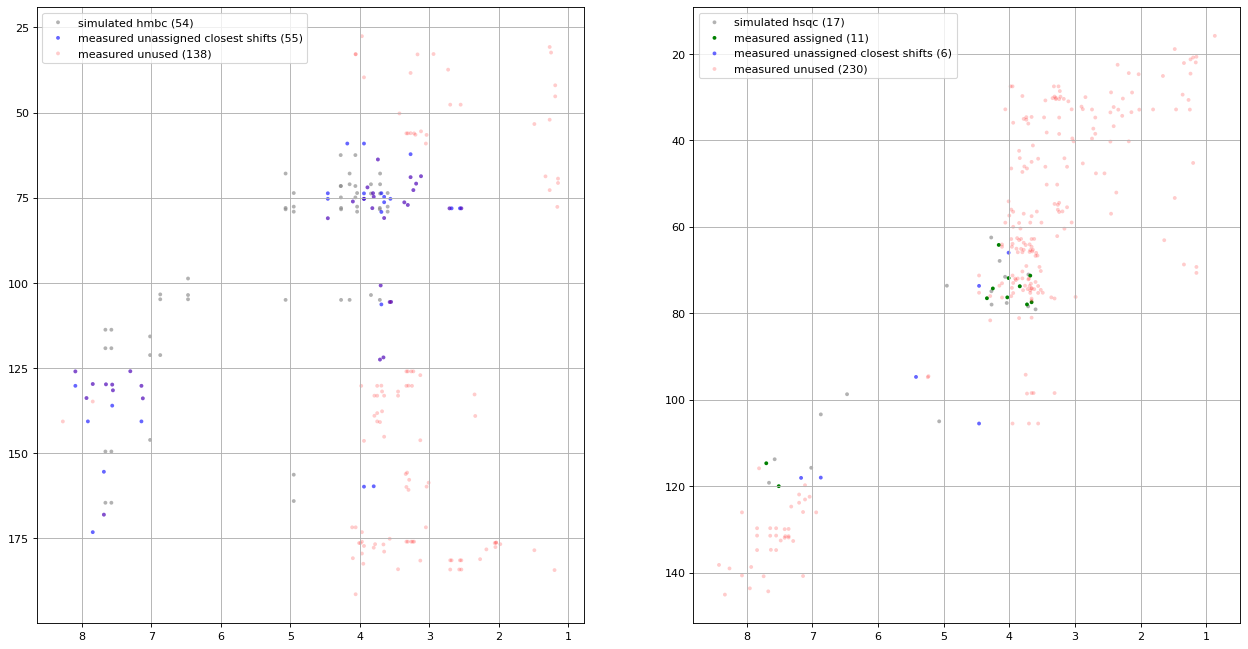 simulated hmbc (54)
measured unassigned closest shifts (55)
measured unused (138)
25
50
75
100
125
150
175
8 7 6 5 4 3 2 1
simulated hsqc (17)
measured assigned (11)
measured unassigned closest shifts (6)
measured unused (230)
20
40
60
80
100
120
140
8 7 6 5 4 3 2 1